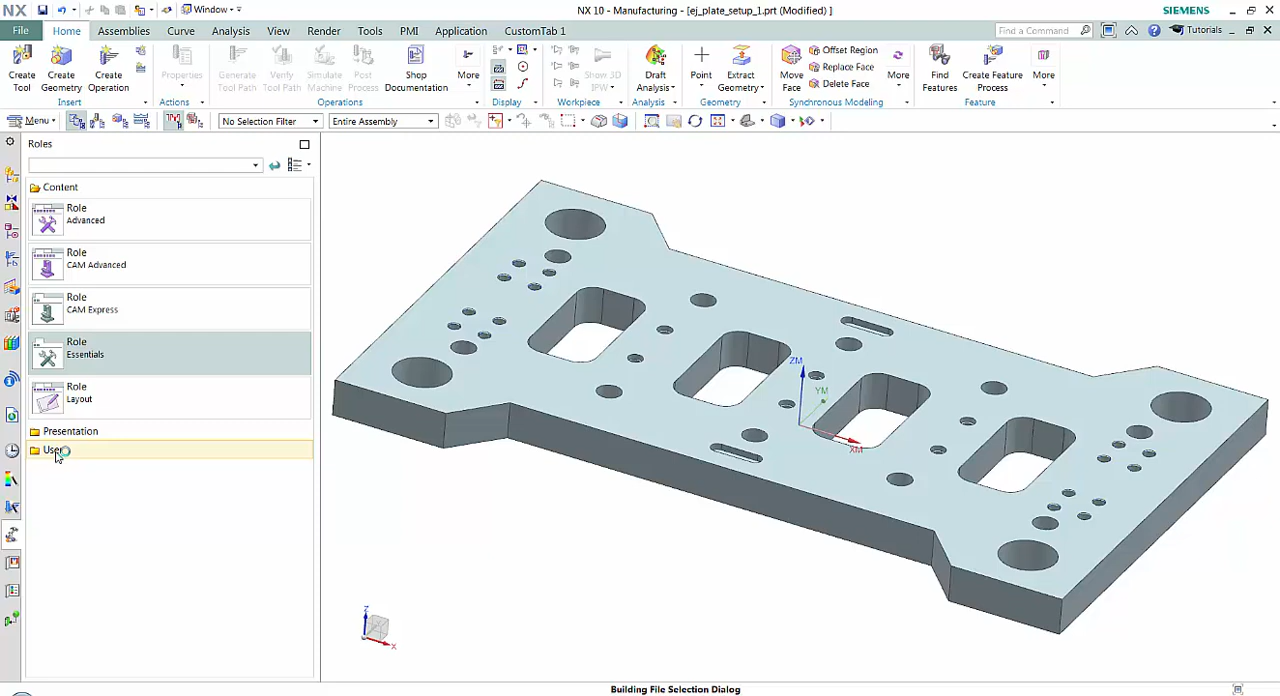 NX
Window
NX 10 - Manufacturing - [ej_plate_setup_1.prt (Modified) ]
SIEMENS
File
Home
Assemblies
Curve
Analysis
View
Render
Tools
PMI
Application
CustomTab 1
Find a Command
Tutorials
Create Tool
Create Geometry
Create Operation
Properties
Generate Tool Path
Verify Tool Path
Simulate Machine
Post Process
Shop Documentation
More
Show 3D IPW
Draft Analysis
Point
Extract Geometry
Move Face
Offset Region
Replace Face
Delete Face
More
Find Features
Create Feature Process
More
Insert
Actions
Operations
Display
Workpiece
Analysis
Geometry
Synchronous Modeling
Feature
Menu
No Selection Filter
Entire Assembly
Roles
Content
Role
Advanced
Role
CAM Advanced
Role
CAM Express
Role
Essentials
Role
Layout
Presentation
User
ZM
YM
XM
Z
X
Building File Selection Dialog